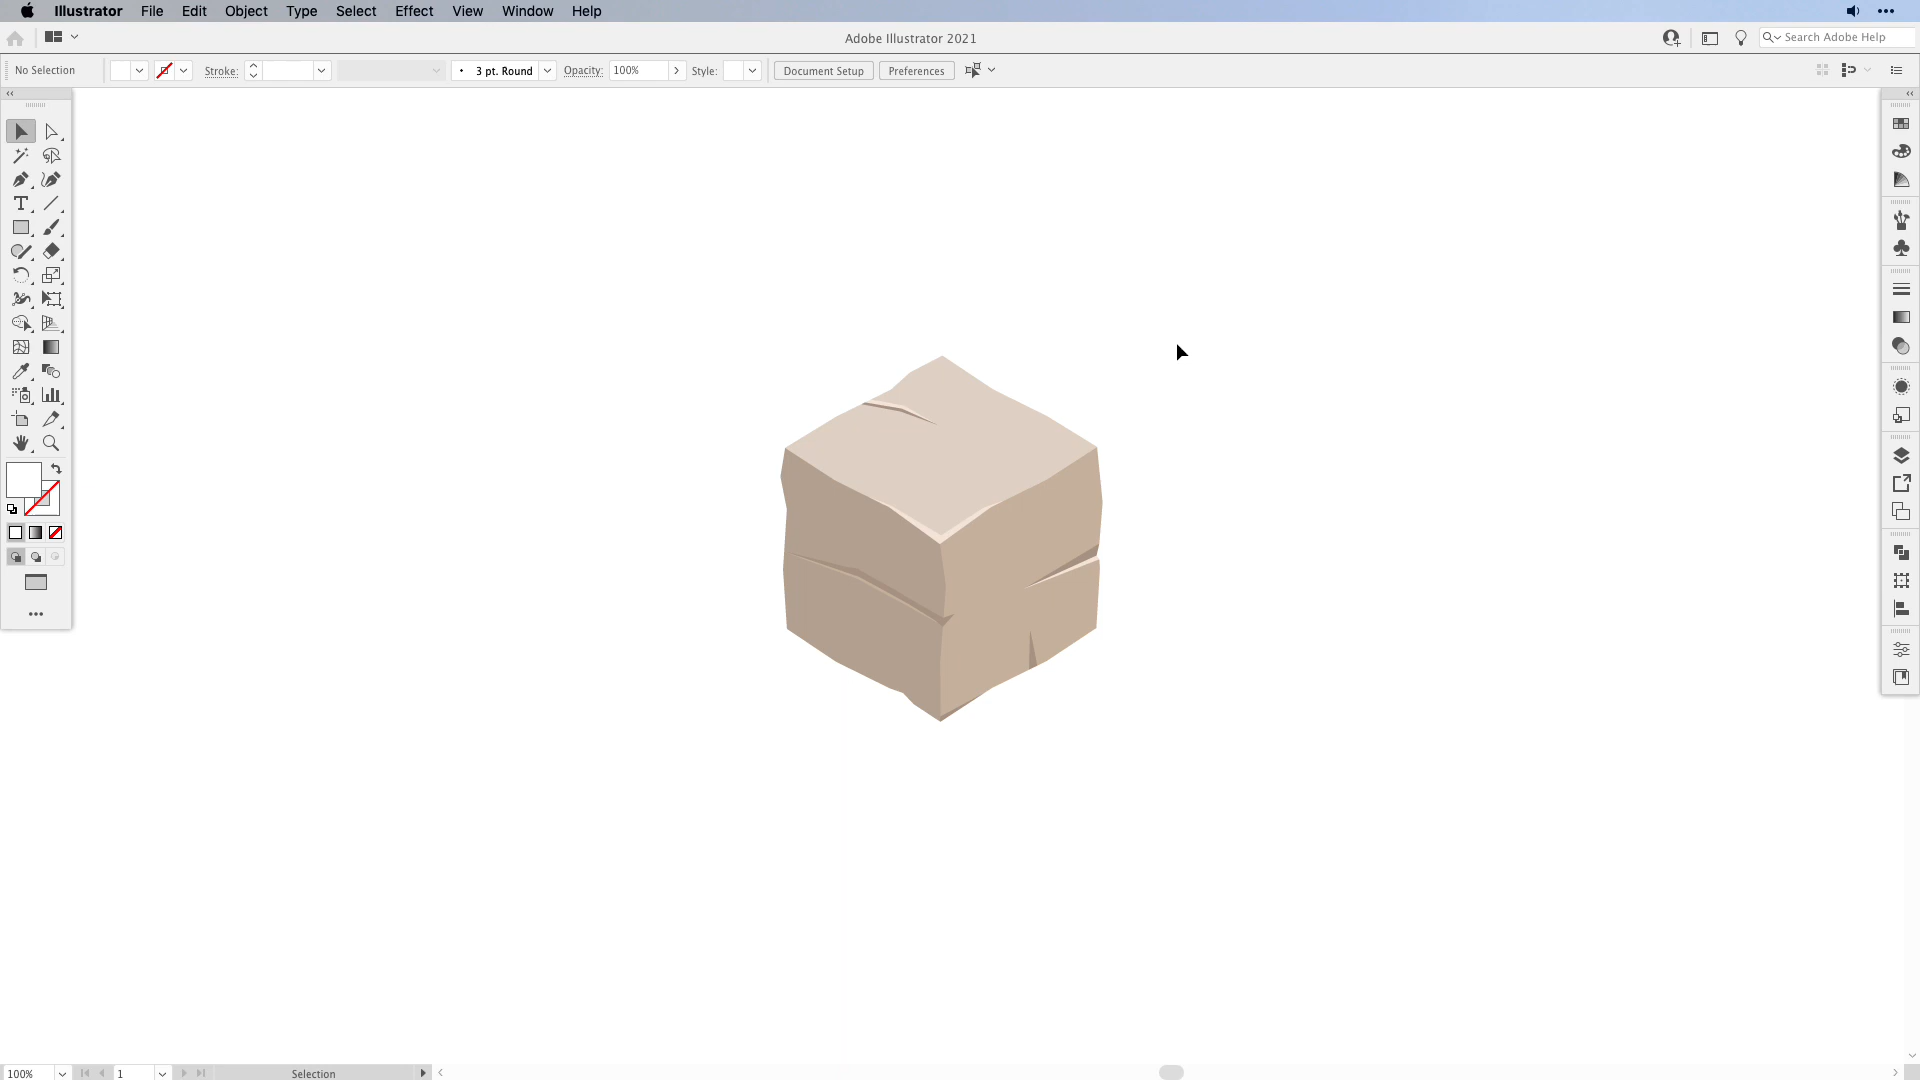 Illustrator File Edit Object Type Select Effect View Window Help
Adobe Illustrator 2021
Search Adobe Help
No Selection Stroke: 3 pt. Round Opacity: 100% Style: Document Setup Preferences
100% 1 Selection